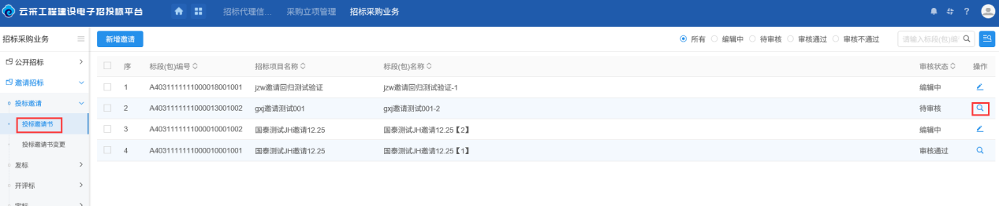 云采工程建设电子招投标平台 招标代理信... 采购立项管理 招标采购业务 ?
招标采购业务 新增邀请 所有 编辑中 待审核 审核通过 审核不通过 请输入标段(包)编
公开招标
邀请招标
投标邀请
投标邀请书
投标邀请书变更
发标
开评标
序 标段(包)编号 招标项目名称 标段(包)名称 审核状态 操作
1 A4031111111000018001001 jzw邀请回归测试验证 jzw邀请回归测试验证-1 编辑中
2 A4031111111000013001002 gxj邀请测试001 gxj邀请测试001-2 待审核
3 A4031111111000010001002 国泰测试JH邀请12.25 国泰测试JH邀请12.25【2】 编辑中
4 A4031111111000010001001 国泰测试JH邀请12.25 国泰测试JH邀请12.25【1】 审核通过